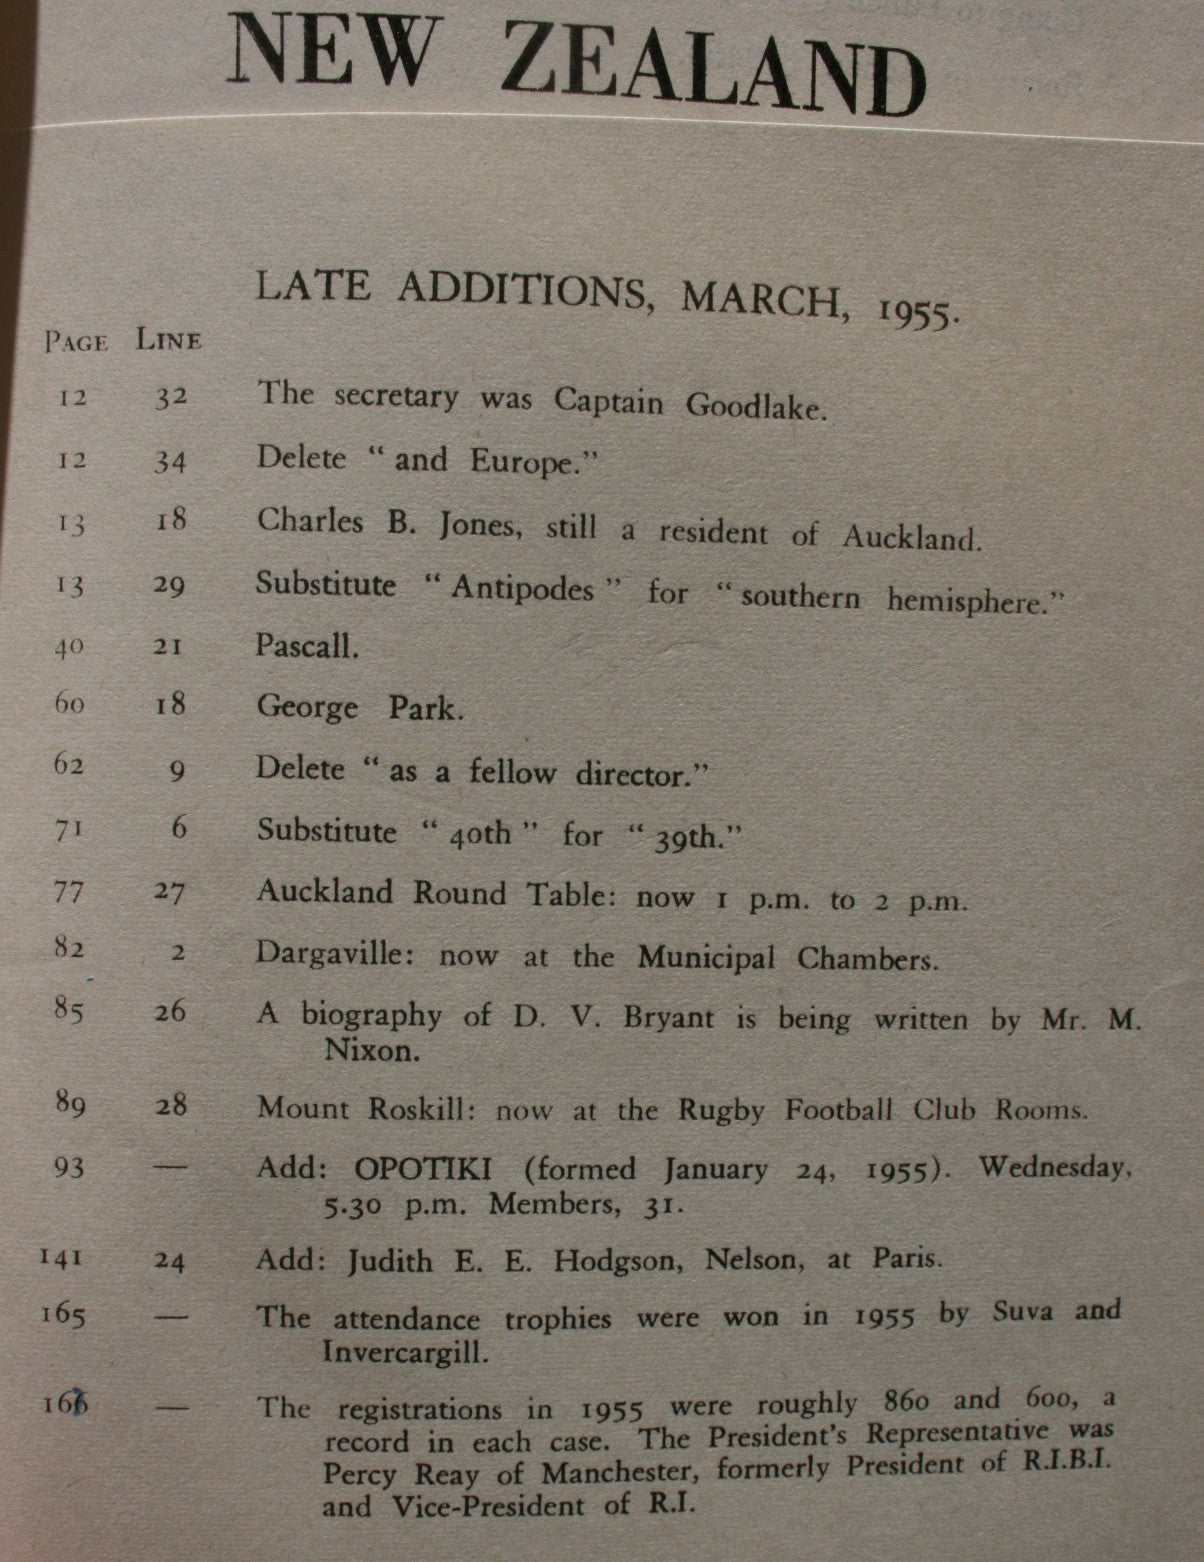 NEW ZEALAND
LATE ADDITIONS, MARCH, 1955.
PAGE LINE
12 32 The secretary was Captain Goodlake.
12 34 Delete "and Europe."
13 18 Charles B. Jones, still a resident of Auckland.
13 29 Substitute "Antipodes" for "southern hemisphere."
40 21 Pascall.
60 18 George Park.
62 9 Delete "as a fellow director."
71 6 Substitute "40th" for "39th."
77 27 Auckland Round Table: now 1 p.m. to 2 p.m.
82 2 Dargaville: now at the Municipal Chambers.
85 26 A biography of D. V. Bryant is being written by Mr. M.
Nixon.
89 28 Mount Roskill: now at the Rugby Football Club Rooms.
93 — Add: OPOTIKI (formed January 24, 1955). Wednesday,
5.30 p.m. Members, 31.
141 24 Add: Judith E. E. Hodgson, Nelson, at Paris.
165 — The attendance trophies were won in 1955 by Suva and
Invercargill.
— The registrations in 1955 were roughly 860 and 600, a
record in each case. The President's Representative was
Percy Reay of Manchester, formerly President of R.I.B.I.
and Vice-President of R.I.